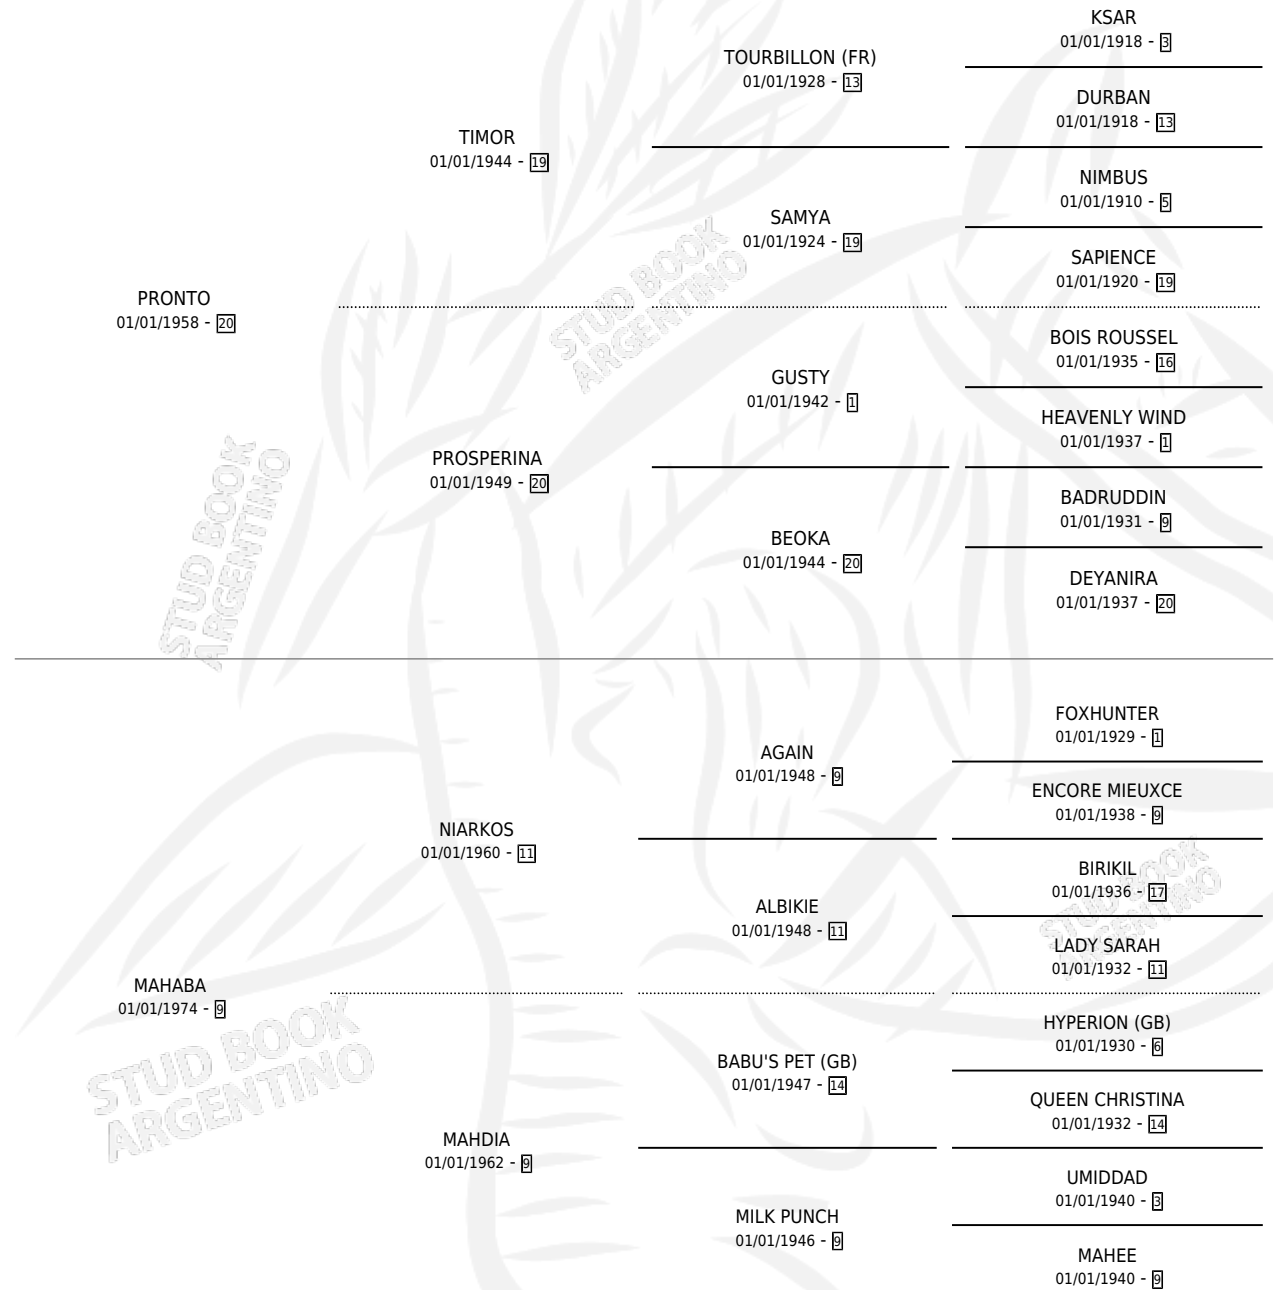 KSAR
01/01/1918 - 3
TOURBILLON (FR)
01/01/1928 - 13
DURBAN
01/01/1918 - 13
TIMOR
01/01/1944 - 19
NIMBUS
01/01/1910 - 5
SAMYA
01/01/1924 - 19
SAPIENCE
01/01/1920 - 19
PRONTO
01/01/1958 - 20
BOIS ROUSSEL
01/01/1935 - 16
GUSTY
01/01/1942 - 1
HEAVENLY WIND
01/01/1937 - 1
PROSPERINA
01/01/1949 - 20
BADRUDDIN
01/01/1931 - 9
BEOKA
01/01/1944 - 20
DEYANIRA
01/01/1937 - 20
FOXHUNTER
01/01/1929 - 1
AGAIN
01/01/1948 - 9
ENCORE MIEUXCE
01/01/1938 - 9
NIARKOS
01/01/1960 - 11
BIRIKIL
01/01/1936 - 17
ALBIKIE
01/01/1948 - 11
LADY SARAH
01/01/1932 - 11
MAHABA
01/01/1974 - 9
HYPERION (GB)
01/01/1930 - 6
BABU'S PET (GB)
01/01/1947 - 14
QUEEN CHRISTINA
01/01/1932 - 14
MAHDIA
01/01/1962 - 9
UMIDDAD
01/01/1940 - 3
MILK PUNCH
01/01/1946 - 9
MAHEE
01/01/1940 - 9
STUD BOOK
ARGENTINO
STUD BOOK
ARGENTINO
STUD BOOK
ARGENTINO
STUD BOOK
ARGENTINO